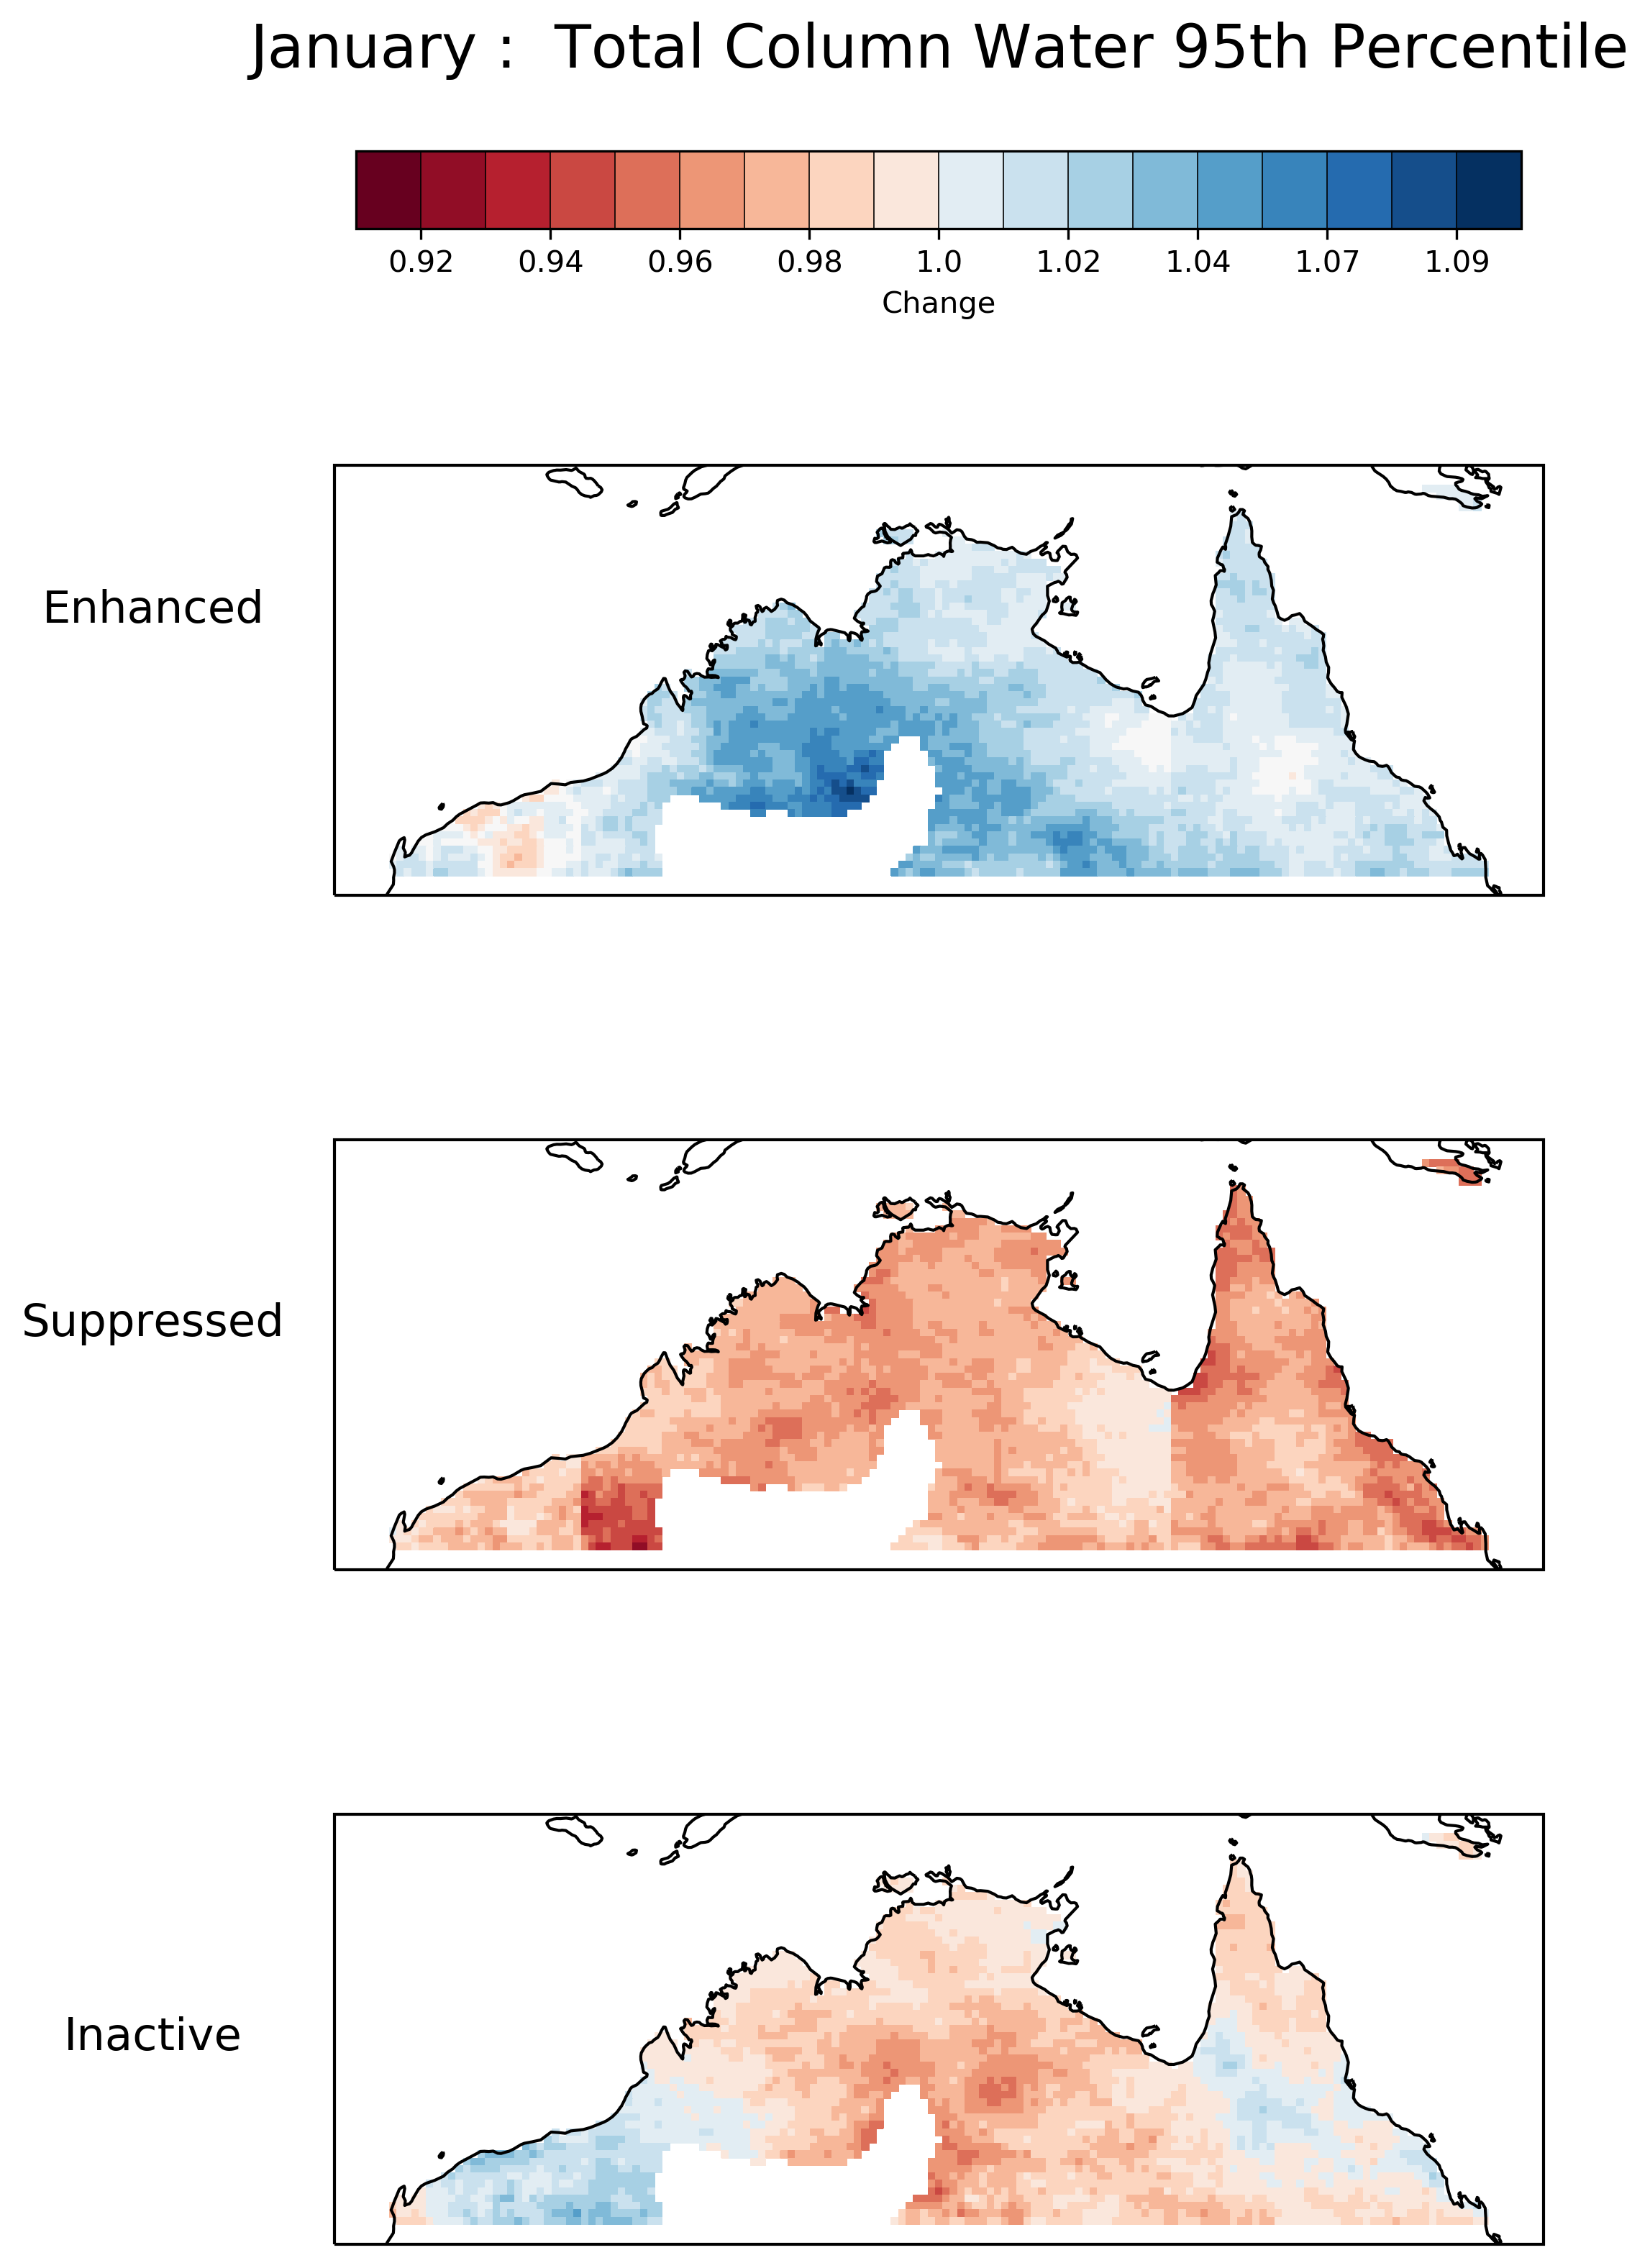 January :  Total Column Water 95th Percentile
0.92 0.94 0.96 0.98 1.0 1.02 1.04 1.07 1.09
Change
Enhanced
Suppressed
Inactive